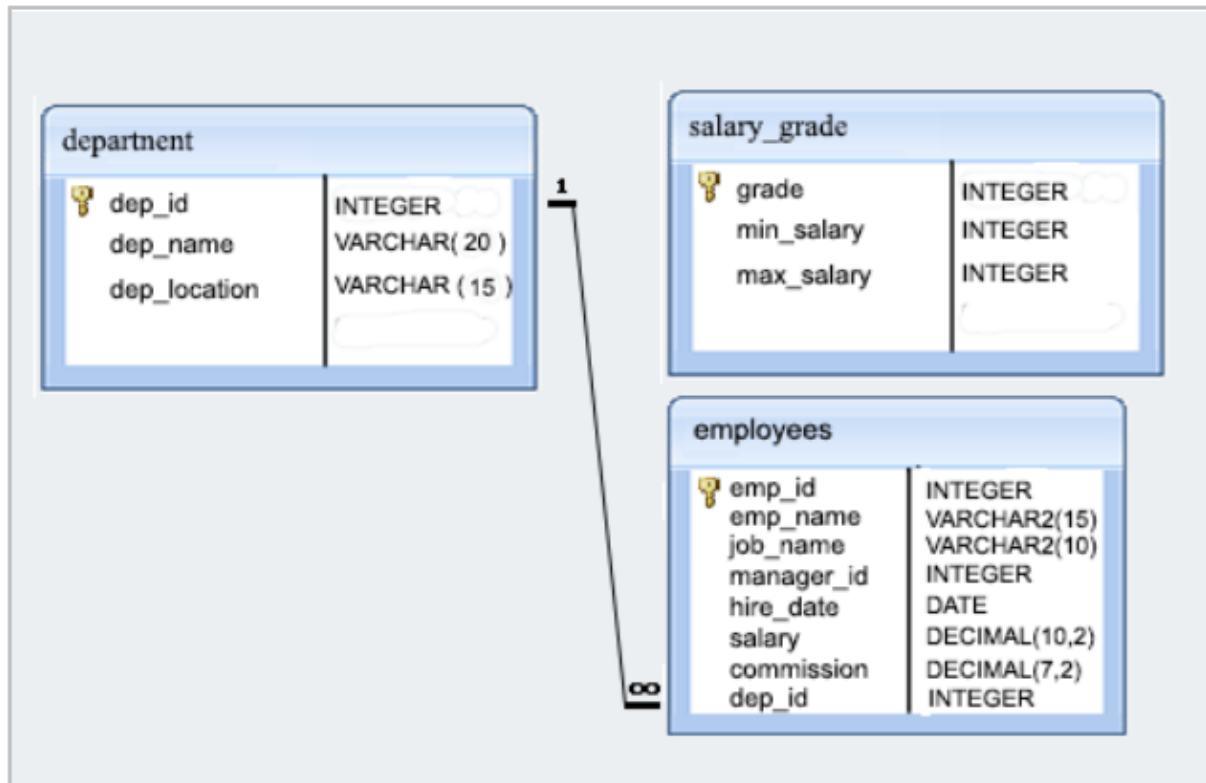 department
dep_id INTEGER
dep_name VARCHAR( 20 )
dep_location VARCHAR ( 15 )
1
salary_grade
grade INTEGER
min_salary INTEGER
max_salary INTEGER
employees
emp_id INTEGER
emp_name VARCHAR2(15)
job_name VARCHAR2(10)
manager_id INTEGER
hire_date DATE
salary DECIMAL(10,2)
commission DECIMAL(7,2)
dep_id INTEGER
∞